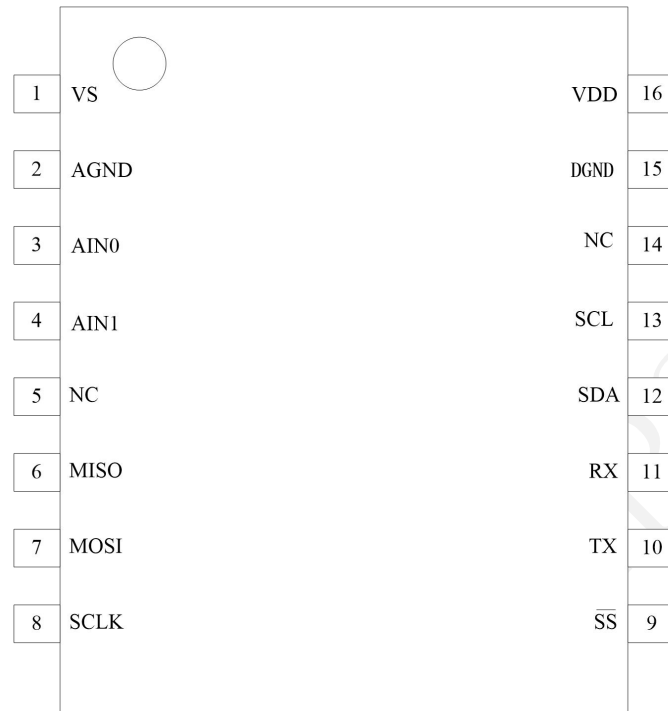 1 VS VDD 16
2 AGND DGND 15
3 AIN0 NC 14
4 AIN1 SCL 13
5 NC SDA 12
6 MISO RX 11
7 MOSI TX 10
8 SCLK S̅S̅ 9